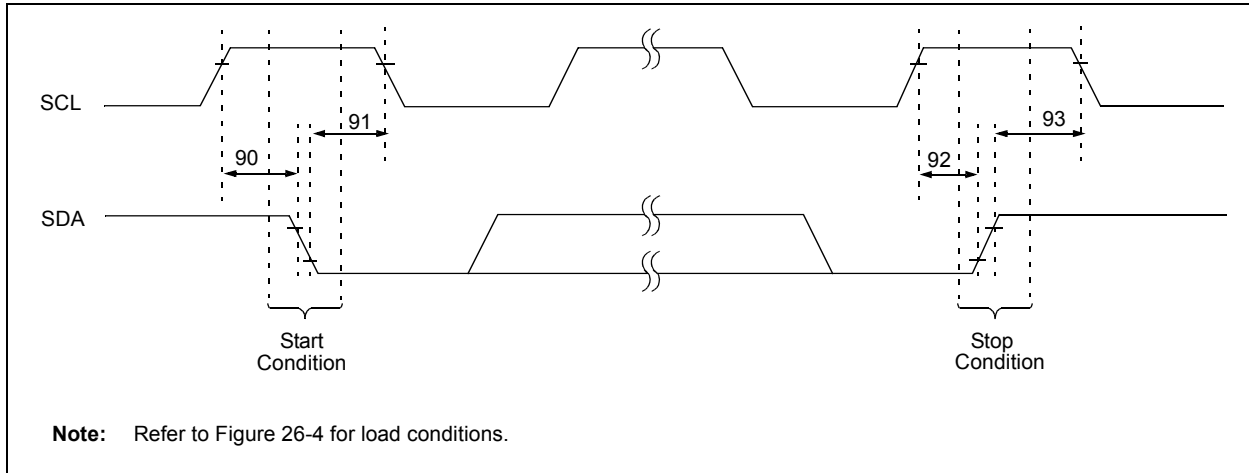 SCL
91
93
90
92
SDA
Start
Condition
Stop
Condition
Note: Refer to Figure 26-4 for load conditions.